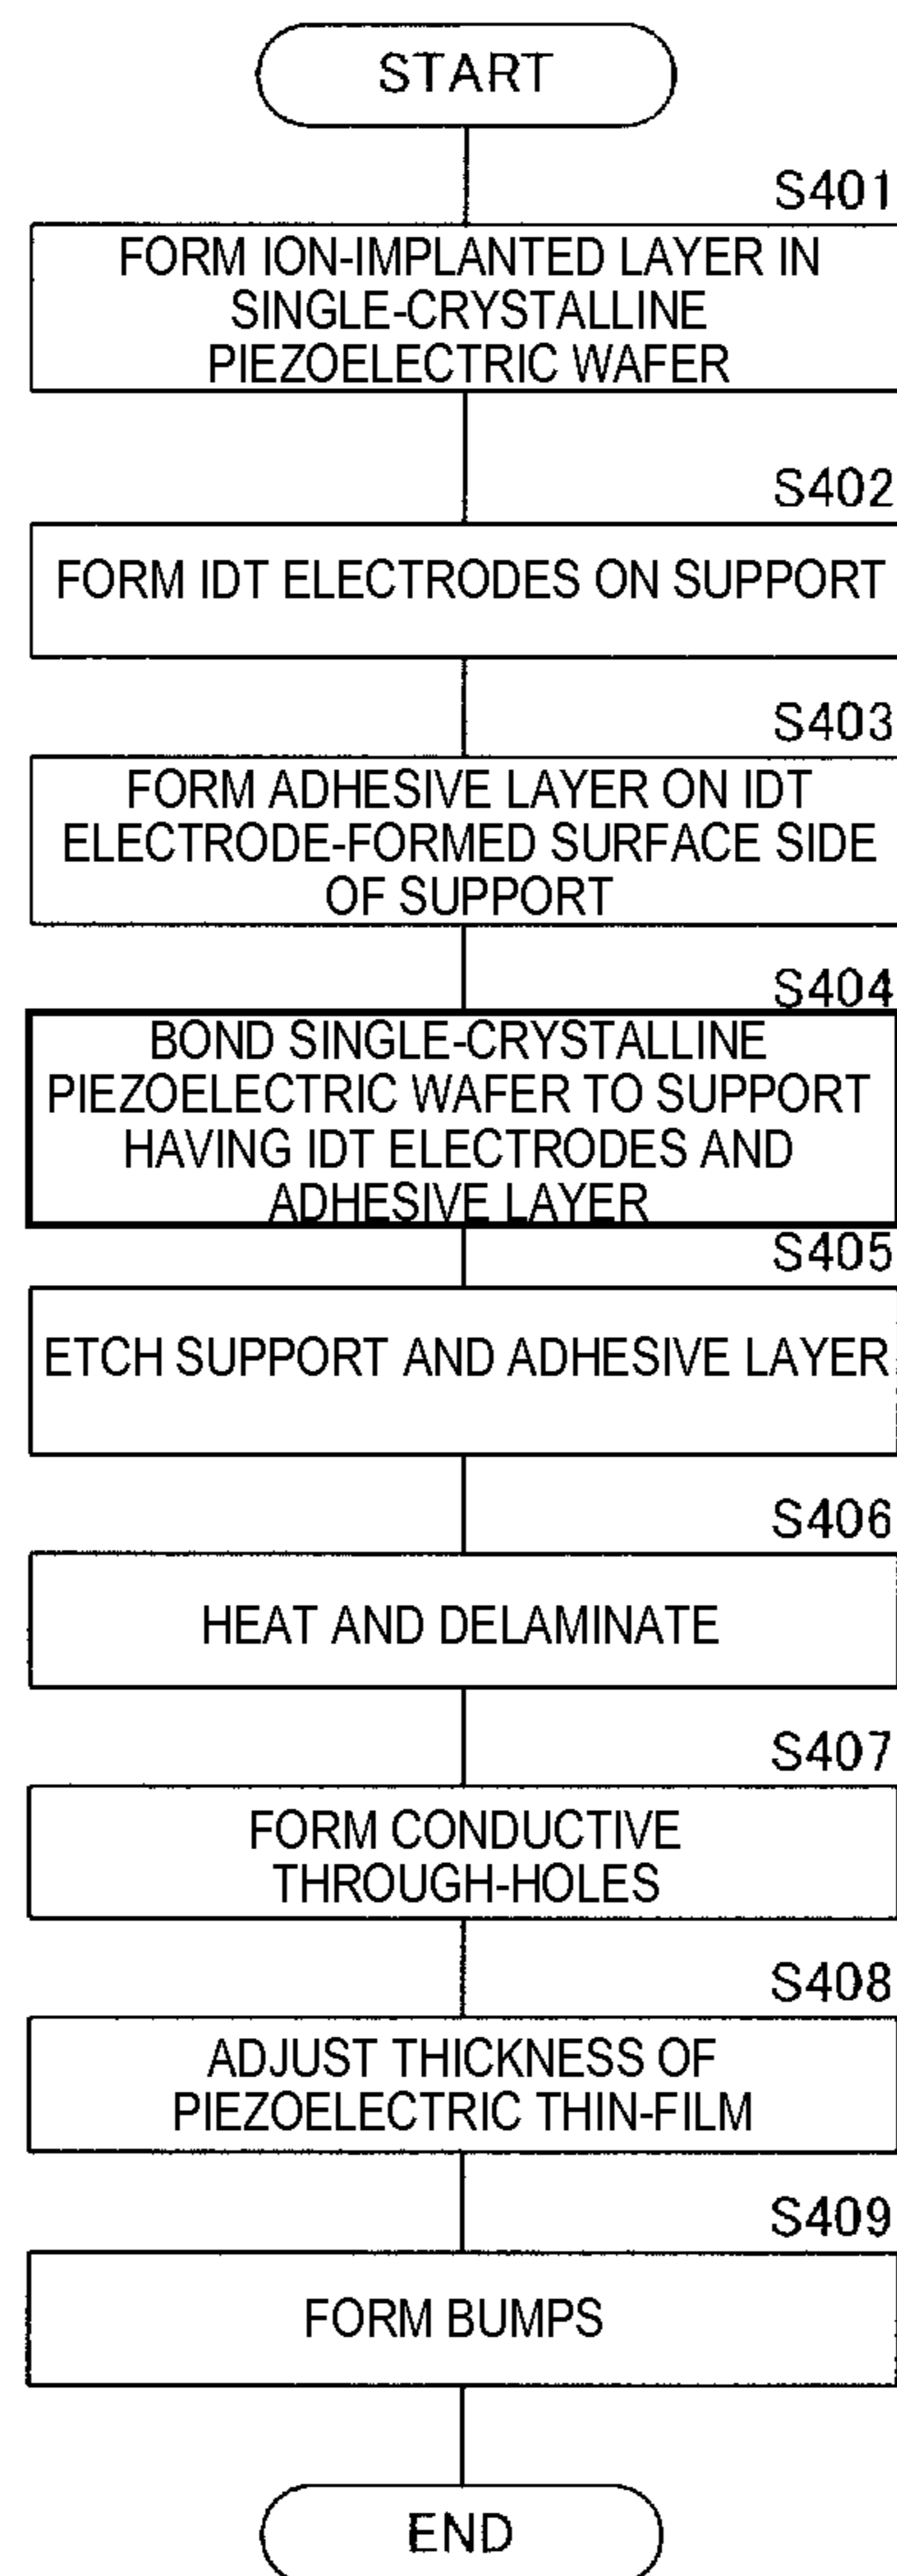 START
S401
FORM ION-IMPLANTED LAYER IN
SINGLE-CRYSTALLINE
PIEZOELECTRIC WAFER
S402
FORM IDT ELECTRODES ON SUPPORT
S403
FORM ADHESIVE LAYER ON IDT
ELECTRODE-FORMED SURFACE SIDE
OF SUPPORT
S404
BOND SINGLE-CRYSTALLINE
PIEZOELECTRIC WAFER TO SUPPORT
HAVING IDT ELECTRODES AND
ADHESIVE LAYER
S405
ETCH SUPPORT AND ADHESIVE LAYER
S406
HEAT AND DELAMINATE
S407
FORM CONDUCTIVE
THROUGH-HOLES
S408
ADJUST THICKNESS OF
PIEZOELECTRIC THIN-FILM
S409
FORM BUMPS
END